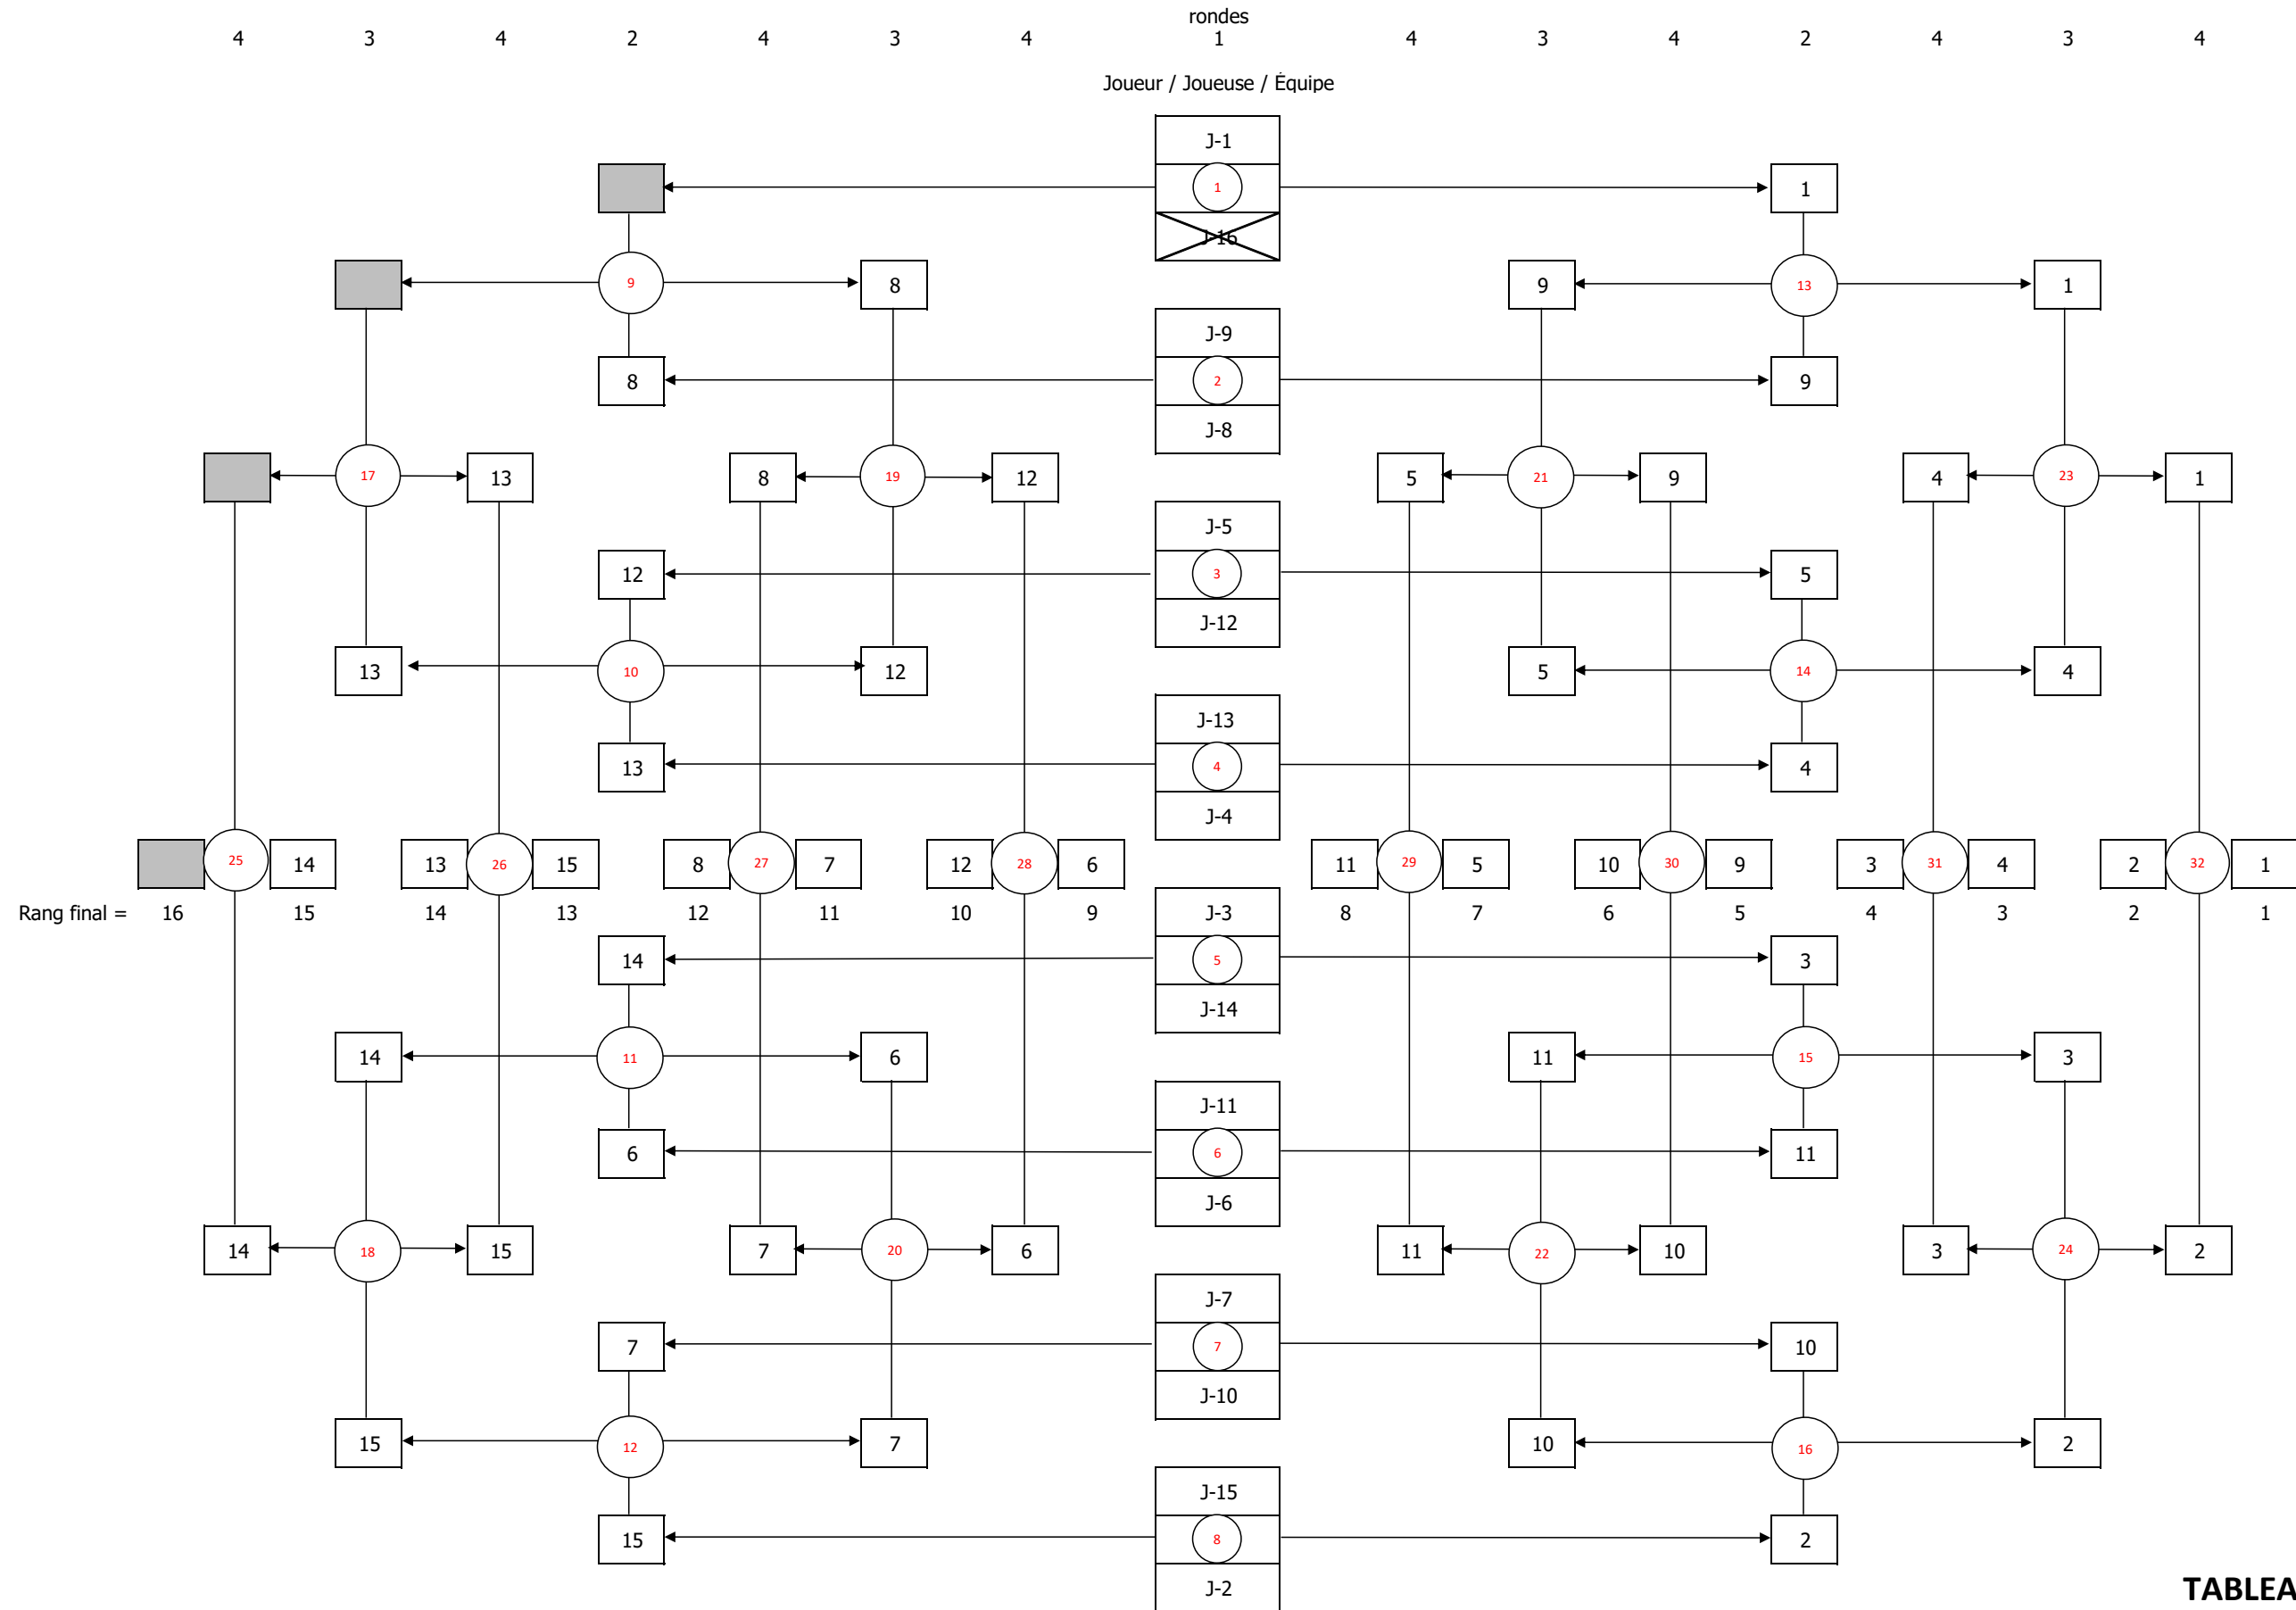 rondes
4 3 4 2 4 3 4 1 4 3 4 2 4 3 4
Joueur / Joueuse / Équipe
J-1
1 1
J-16
9 8 9 13 1
J-9
8 2 9
J-8
17 13 8 19 12 5 21 9 4 23 1
J-5
12 3 5
J-12
13 10 12 5 14 4
J-13
13 4 4
J-4
25 14 13 26 15 8 27 7 12 28 6 11 29 5 10 30 9 3 31 4 2 32 1
Rang final = 16 15 14 13 12 11 10 9 J-3 8 7 6 5 4 3 2 1
14 5 3
J-14
14 11 6 11 15 3
J-11
6 6 11
J-6
14 18 15 7 20 6 11 22 10 3 24 2
J-7
7 7 10
J-10
15 12 7 10 16 2
J-15
15 8 2
J-2
TABLEA